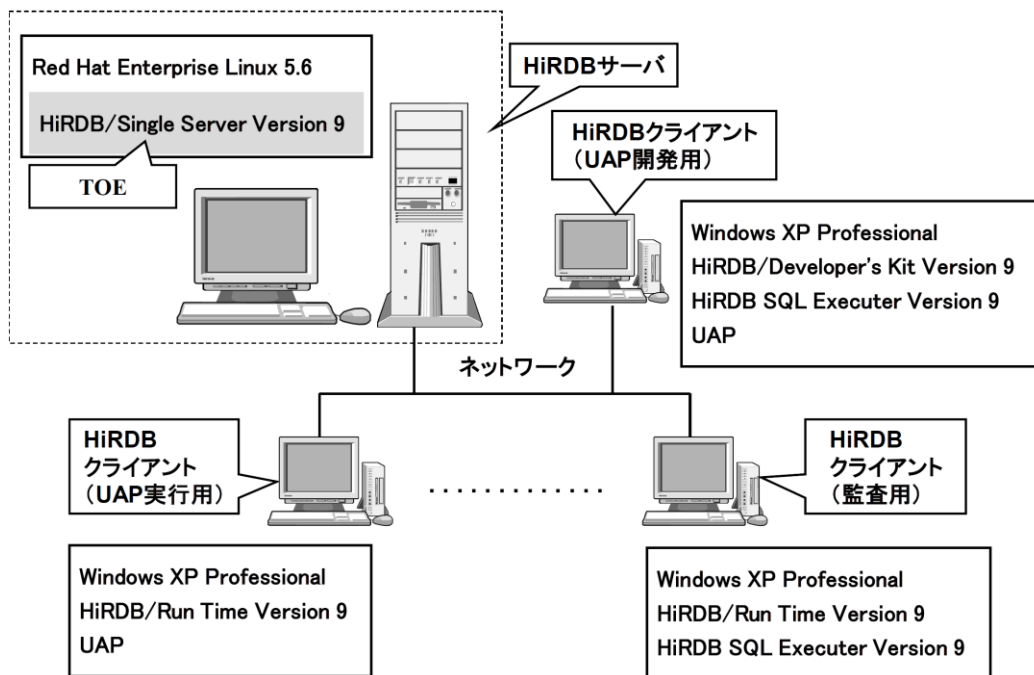 Red Hat Enterprise Linux 5.6
HiRDB/Single Server Version 9
TOE
HiRDBサーバ
HiRDBクライアント
（UAP開発用）
Windows XP Professional
HiRDB/Developer's Kit Version 9
HiRDB SQL Executer Version 9
UAP
ネットワーク
HiRDB
クライアント
（UAP実行用）
HiRDB
クライアント
（監査用）
Windows XP Professional
HiRDB/Run Time Version 9
UAP
Windows XP Professional
HiRDB/Run Time Version 9
HiRDB SQL Executer Version 9